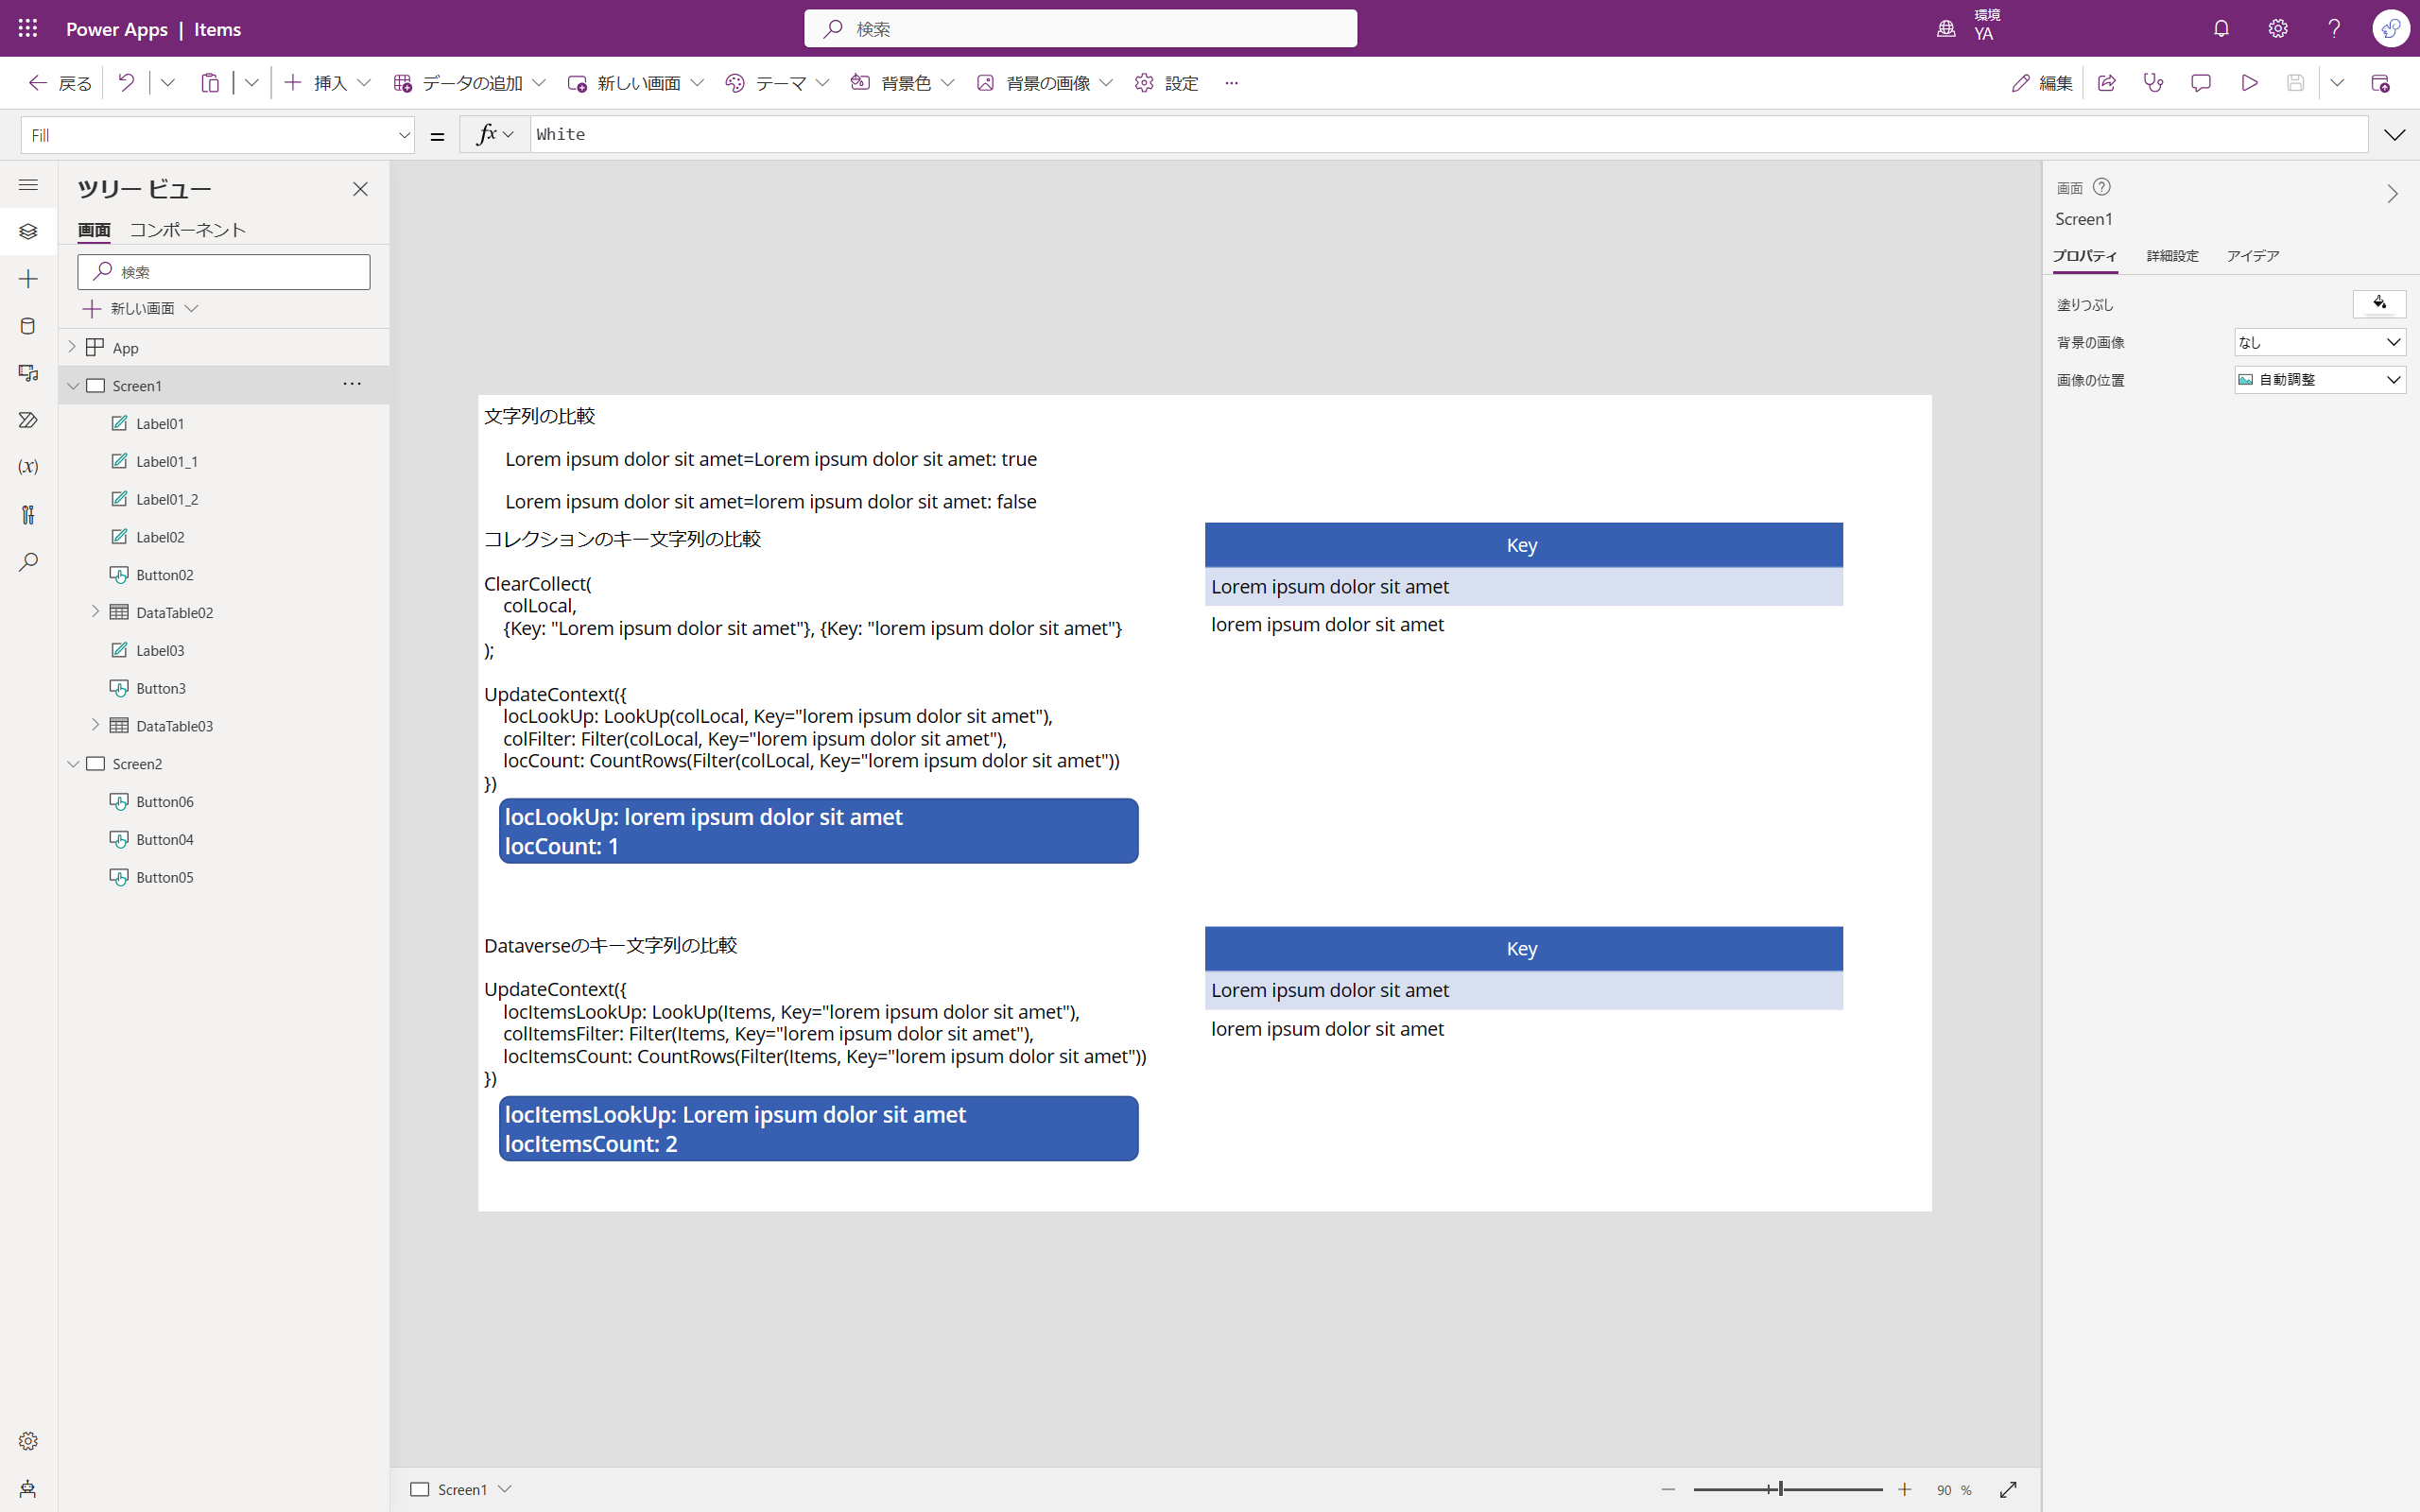 Power Apps | Items
検索
環境
YA
戻る
挿入
データの追加
新しい画面
テーマ
背景色
背景の画像
設定
編集
Fill
=
fx
White
ツリー ビュー
画面
コンポーネント
検索
新しい画面
App
Screen1
Label01
Label01_1
Label01_2
Label02
Button02
DataTable02
Label03
Button3
DataTable03
Screen2
Button06
Button04
Button05
文字列の比較
Lorem ipsum dolor sit amet=Lorem ipsum dolor sit amet: true
Lorem ipsum dolor sit amet=lorem ipsum dolor sit amet: false
コレクションのキー文字列の比較
ClearCollect(
colLocal,
{Key: "Lorem ipsum dolor sit amet"}, {Key: "lorem ipsum dolor sit amet"}
);
UpdateContext({
locLookUp: LookUp(colLocal, Key="lorem ipsum dolor sit amet"),
colFilter: Filter(colLocal, Key="lorem ipsum dolor sit amet"),
locCount: CountRows(Filter(colLocal, Key="lorem ipsum dolor sit amet"))
})
locLookUp: lorem ipsum dolor sit amet
locCount: 1
Key
Lorem ipsum dolor sit amet
lorem ipsum dolor sit amet
Dataverseのキー文字列の比較
UpdateContext({
locItemsLookUp: LookUp(Items, Key="lorem ipsum dolor sit amet"),
colItemsFilter: Filter(Items, Key="lorem ipsum dolor sit amet"),
locItemsCount: CountRows(Filter(Items, Key="lorem ipsum dolor sit amet"))
})
locItemsLookUp: Lorem ipsum dolor sit amet
locItemsCount: 2
Key
Lorem ipsum dolor sit amet
lorem ipsum dolor sit amet
画面
Screen1
プロパティ
詳細設定
アイデア
塗りつぶし
背景の画像
なし
画像の位置
自動調整
Screen1
90 %